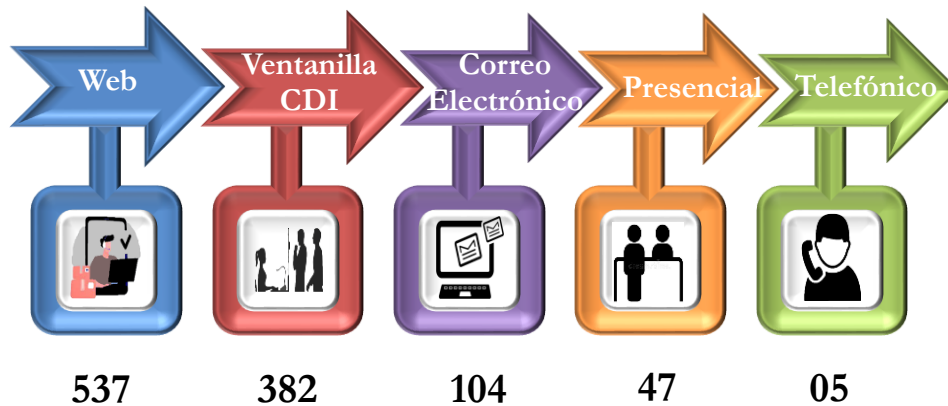 Web
Ventanilla
CDI
Correo
Electrónico
Presencial
Telefónico
537
382
104
47
05